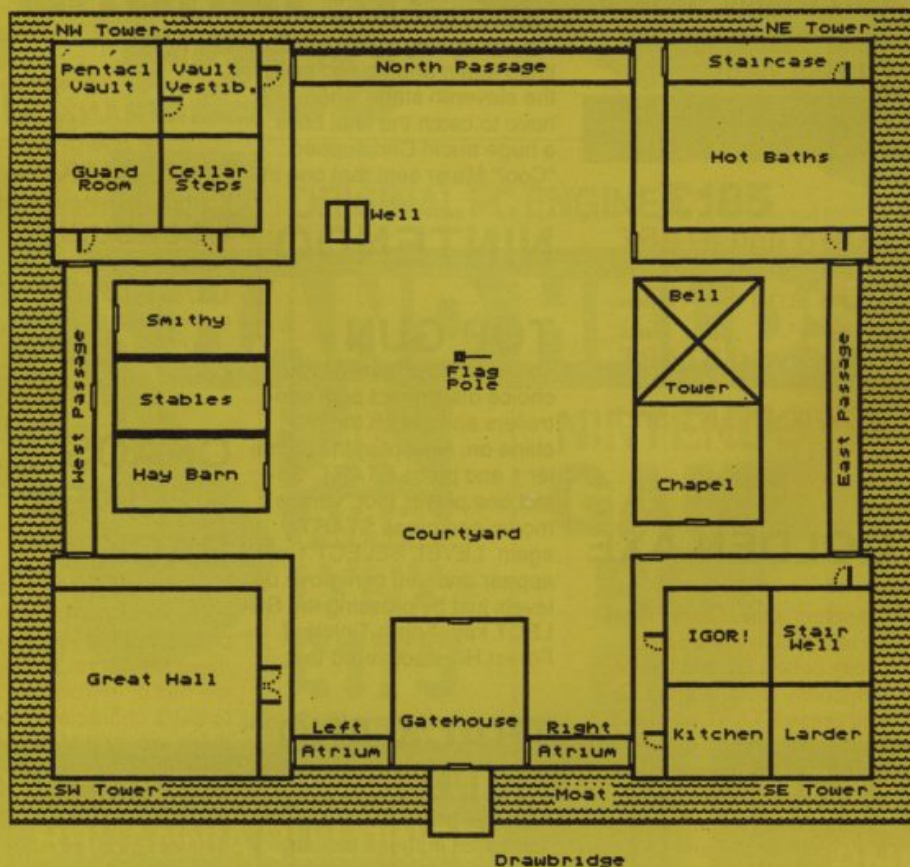 NW Tower
NE Tower
Pentacl
Vault
Vault
Vestib.
North Passage
Staircase
Guard
Room
Cellar
Steps
Hot Baths
Well
Smithy
Bell
Tower
Flag
Pole
West Passage
Stables
East Passage
Hay Barn
Chapel
Courtyard
IGOR!
Stair
Well
Great Hall
Left
Atrium
Gatehouse
Right
Atrium
Kitchen
Larder
SW Tower
Moat
SE Tower
Drawbridge